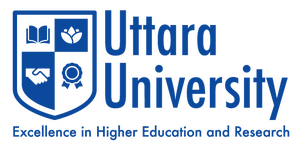 Uttara
University
Excellence in Higher Education and Research